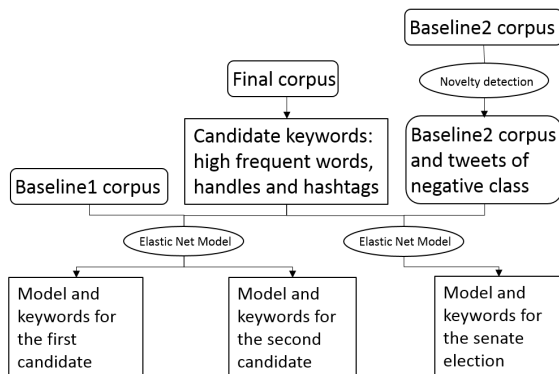 Baseline2 corpus
Final corpus
Novelty detection
Candidate keywords:
high frequent words,
handles and hashtags
Baseline2 corpus
and tweets of
negative class
Baseline1 corpus
Elastic Net Model
Elastic Net Model
Model and
keywords for
the first
candidate
Model and
keywords for
the second
candidate
Model and
keywords for
the senate
election